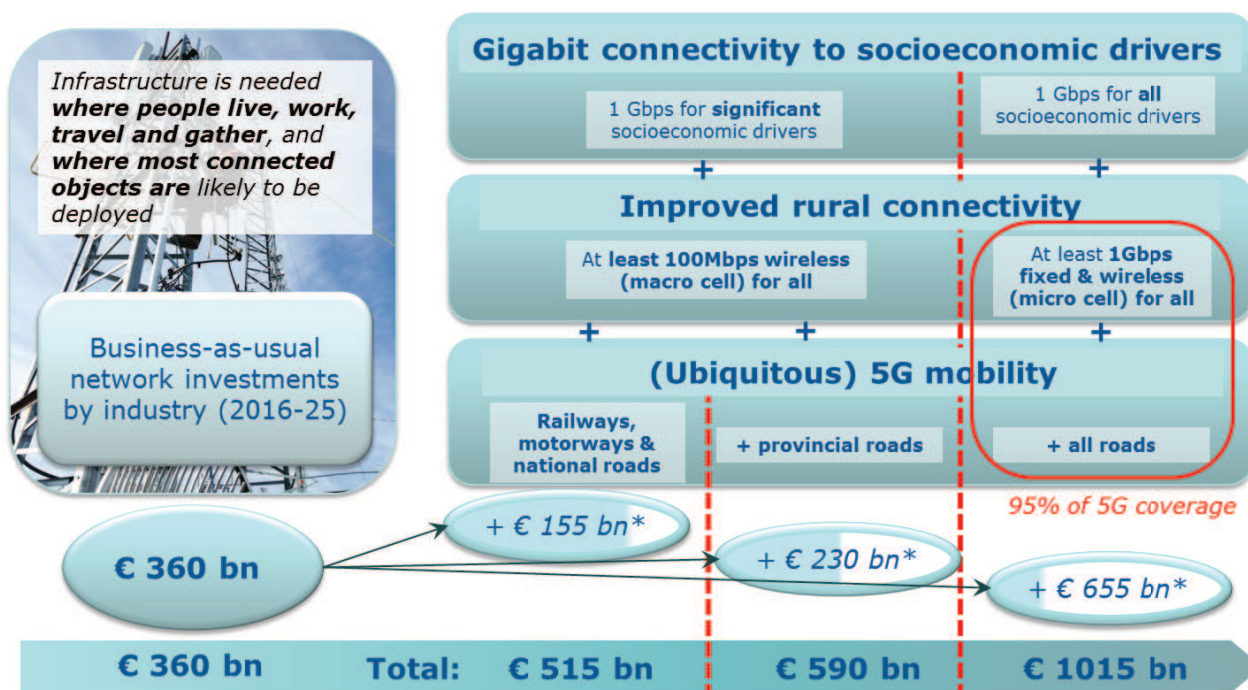 Infrastructure is needed
where people live, work,
travel and gather, and
where most connected
objects are likely to be
deployed
Business-as-usual
network investments
by industry (2016-25)
Gigabit connectivity to socioeconomic drivers
1 Gbps for significant
socioeconomic drivers
1 Gbps for all
socioeconomic drivers
+
+
Improved rural connectivity
At least 100Mbps wireless
(macro cell) for all
At least 1Gbps
fixed & wireless
(micro cell) for all
+
+
+
(Ubiquitous) 5G mobility
Railways,
motorways &
national roads
+ provincial roads
+ all roads
95% of 5G coverage
€ 360 bn
+ € 155 bn*
+ € 230 bn*
+ € 655 bn*
€ 360 bn
Total:
€ 515 bn
€ 590 bn
€ 1015 bn